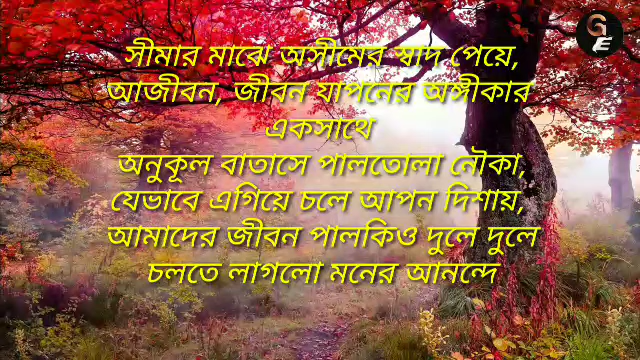 GE
সীমার মাঝে অসীমের স্বাদ পেয়ে,
আজীবন, জীবন যাপনের অঙ্গীকার
একসাথে
অনুকূল বাতাসে পালতোলা নৌকা,
যেভাবে এগিয়ে চলে আপন দিশায়,
আমাদের জীবন পালকিও দুলে দুলে
চলতে লাগলো মনের আনন্দে